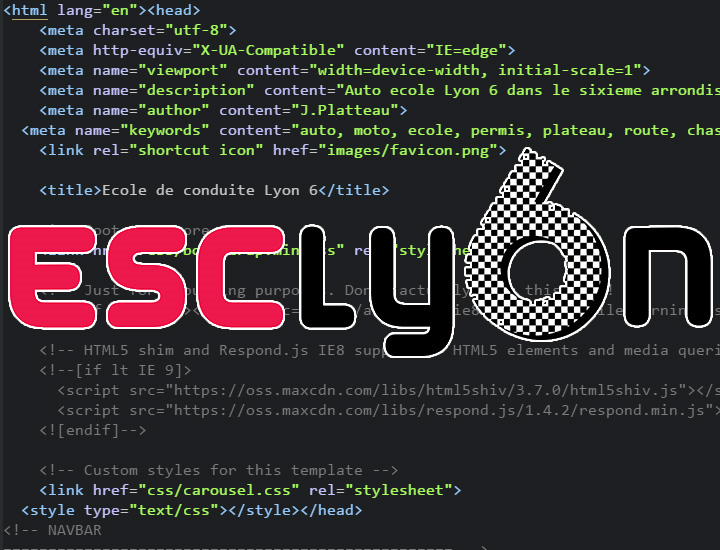 <html lang="en"><head>
<meta charset="utf-8">
<meta http-equiv="X-UA-Compatible" content="IE=edge">
<meta name="viewport" content="width=device-width, initial-scale=1">
<meta name="description" content="Auto ecole Lyon 6 dans le sixieme arrondis
<meta name="author" content="J.Platteau">
<meta name="keywords" content="auto, moto, ecole, permis, plateau, route, chas
<link rel="shortcut icon" href="images/favicon.png">
<title>Ecole de conduite Lyon 6</title>
ESCLyon
6
<!-- HTML5 shim and Respond.js IE8 HTML5 elements and media queri
<!--[if lt IE 9]>
<script src="https://oss.maxcdn.com/libs/html5shiv/3.7.0/html5shiv.js"></s
<script src="https://oss.maxcdn.com/libs/respond.js/1.4.2/respond.min.js">
<![endif]-->
<!-- Custom styles for this template -->
<link href="css/carousel.css" rel="stylesheet">
<style type="text/css"></style></head>
<!-- NAVBAR